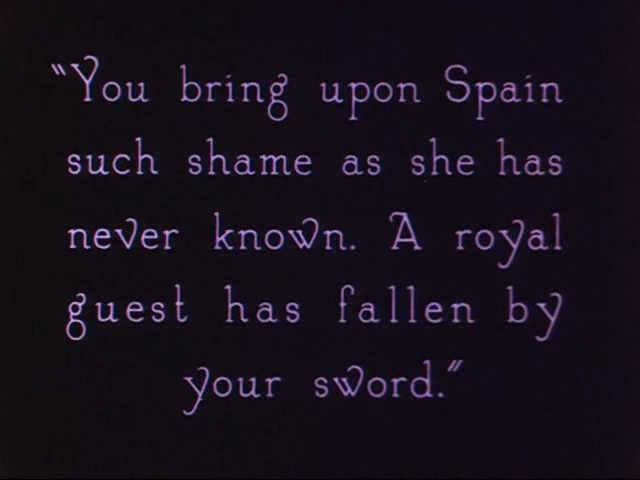 "You bring upon Spain
such shame as she has
never known. A royal
guest has fallen by
your sword."